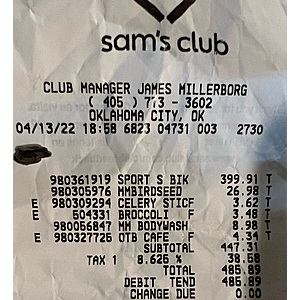 sam's club
CLUB MANAGER JAMES MILLERBORG
( 405 ) 773 - 3602
OKLAHOMA CITY, OK
04/13/22 18:58 6823 04731 003 2730
980361919 SPORT S BIK 399.91 T
980305976 MMBIRDSEED 26.98 T
E 980309294 CELERY STICF 3.62 T
E 504331 BROCCOLI F 3.48 T
980056847 MM BODYWASH 8.98 T
E 980327726 OTB CAFE F 4.34 T
SUBTOTAL 447.31
TAX 1 8.625 % 38.58
TOTAL 485.89
DEBIT TEND 485.89
CHANGE DUE 0.00